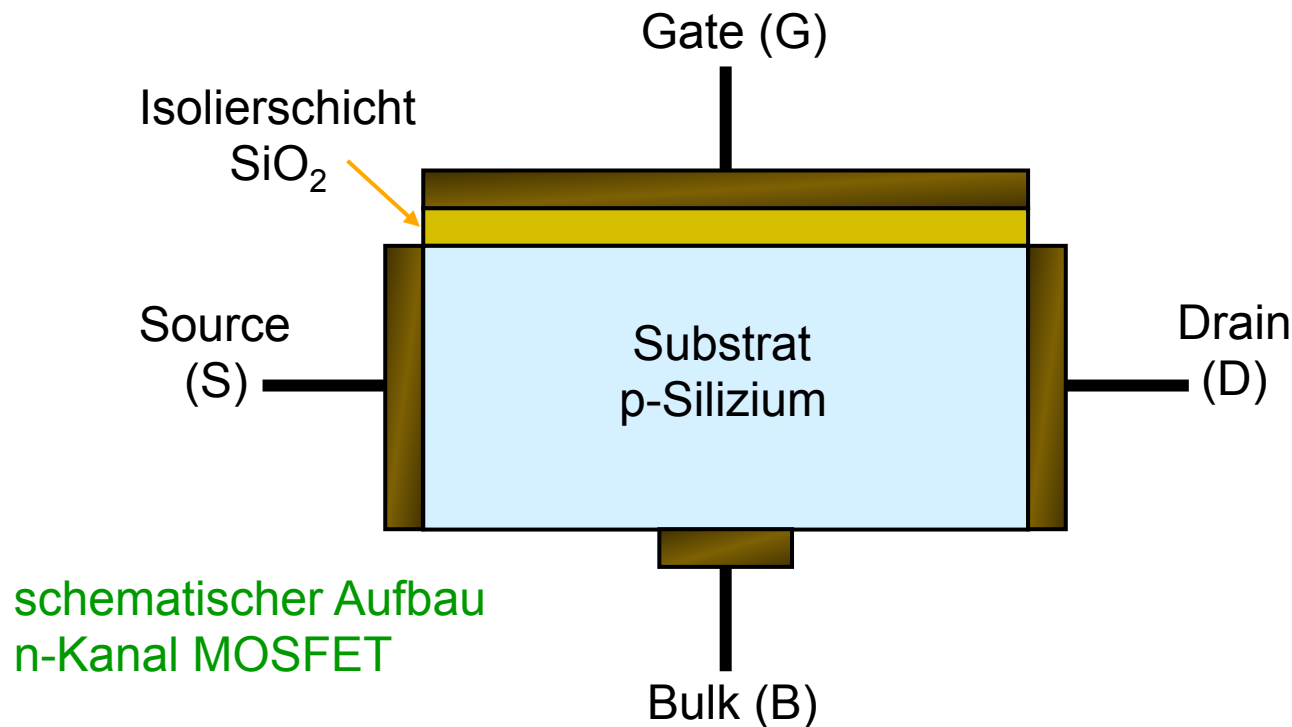 Gate (G)
Isolierschicht
SiO₂
Source
(S)
Substrat
p-Silizium
Drain
(D)
schematischer Aufbau
n-Kanal MOSFET
Bulk (B)